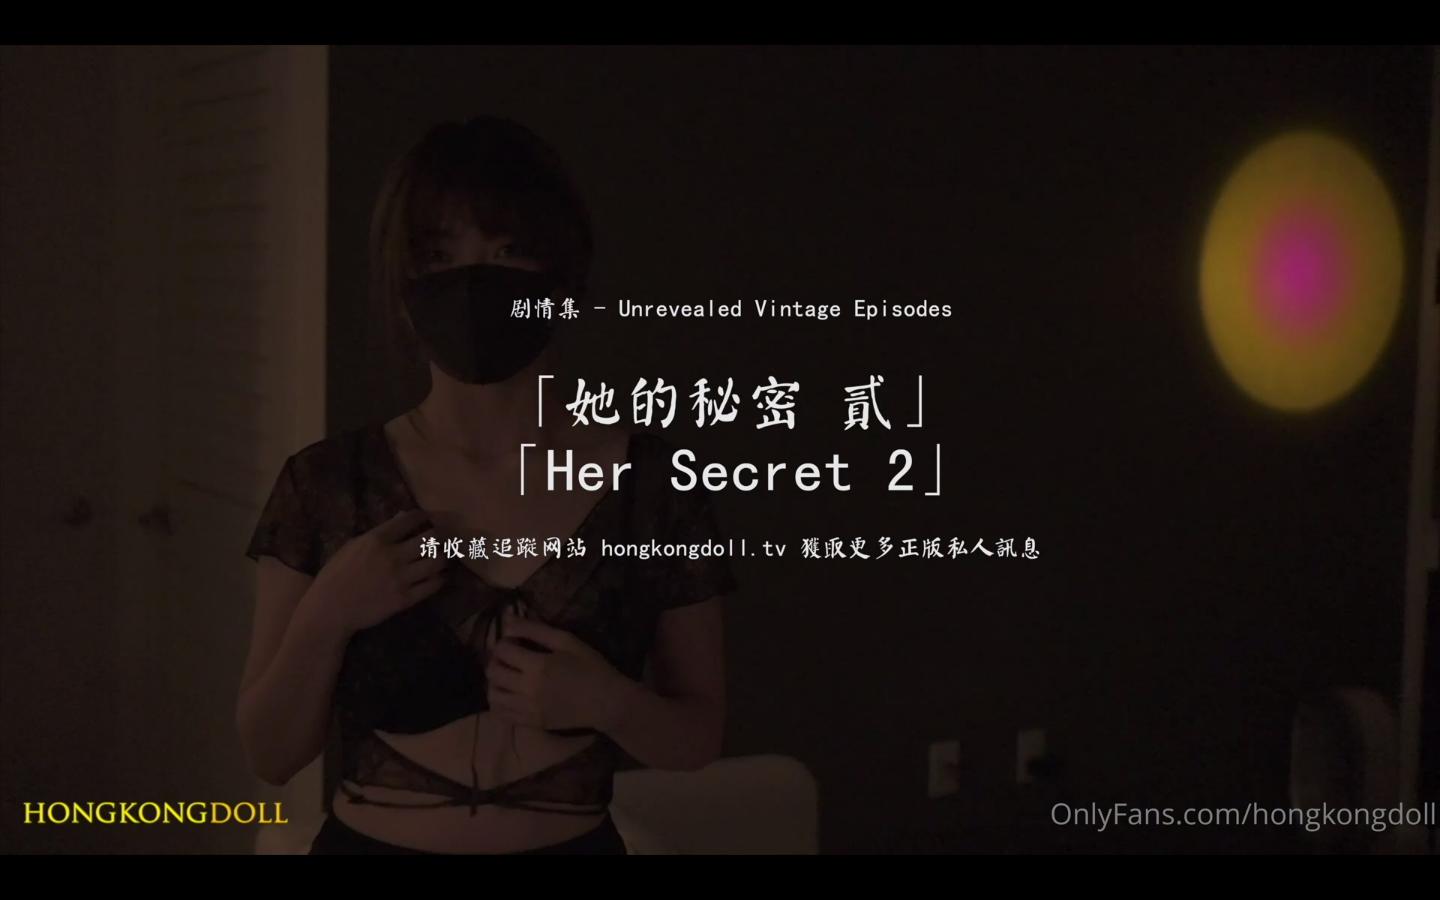 剧情集 - Unrevealed Vintage Episodes
「她的秘密 貳」
「Her Secret 2」
请收藏追蹤网站 hongkongdoll.tv 獲取更多正版私人訊息
HONGKONGDOLL
OnlyFans.com/hongkongdoll